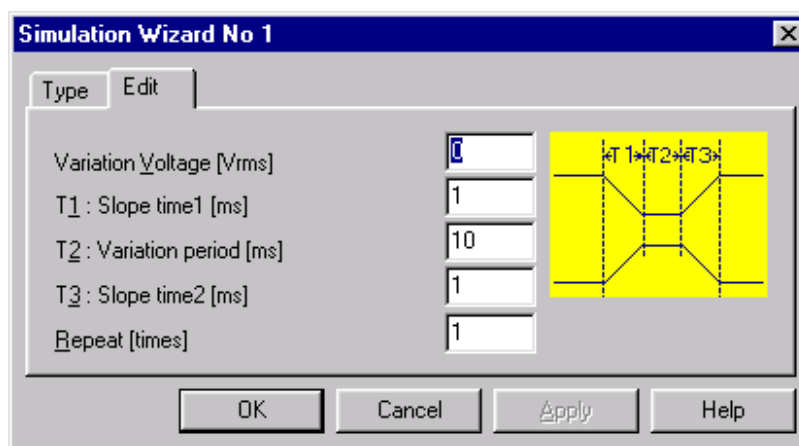 Simulation Wizard No 1
Type Edit
Variation Voltage [Vrms] 0
T1 : Slope time1 [ms] 1
T2 : Variation period [ms] 10
T3 : Slope time2 [ms] 1
Repeat [times] 1
T1 T2 T3
OK Cancel Apply Help